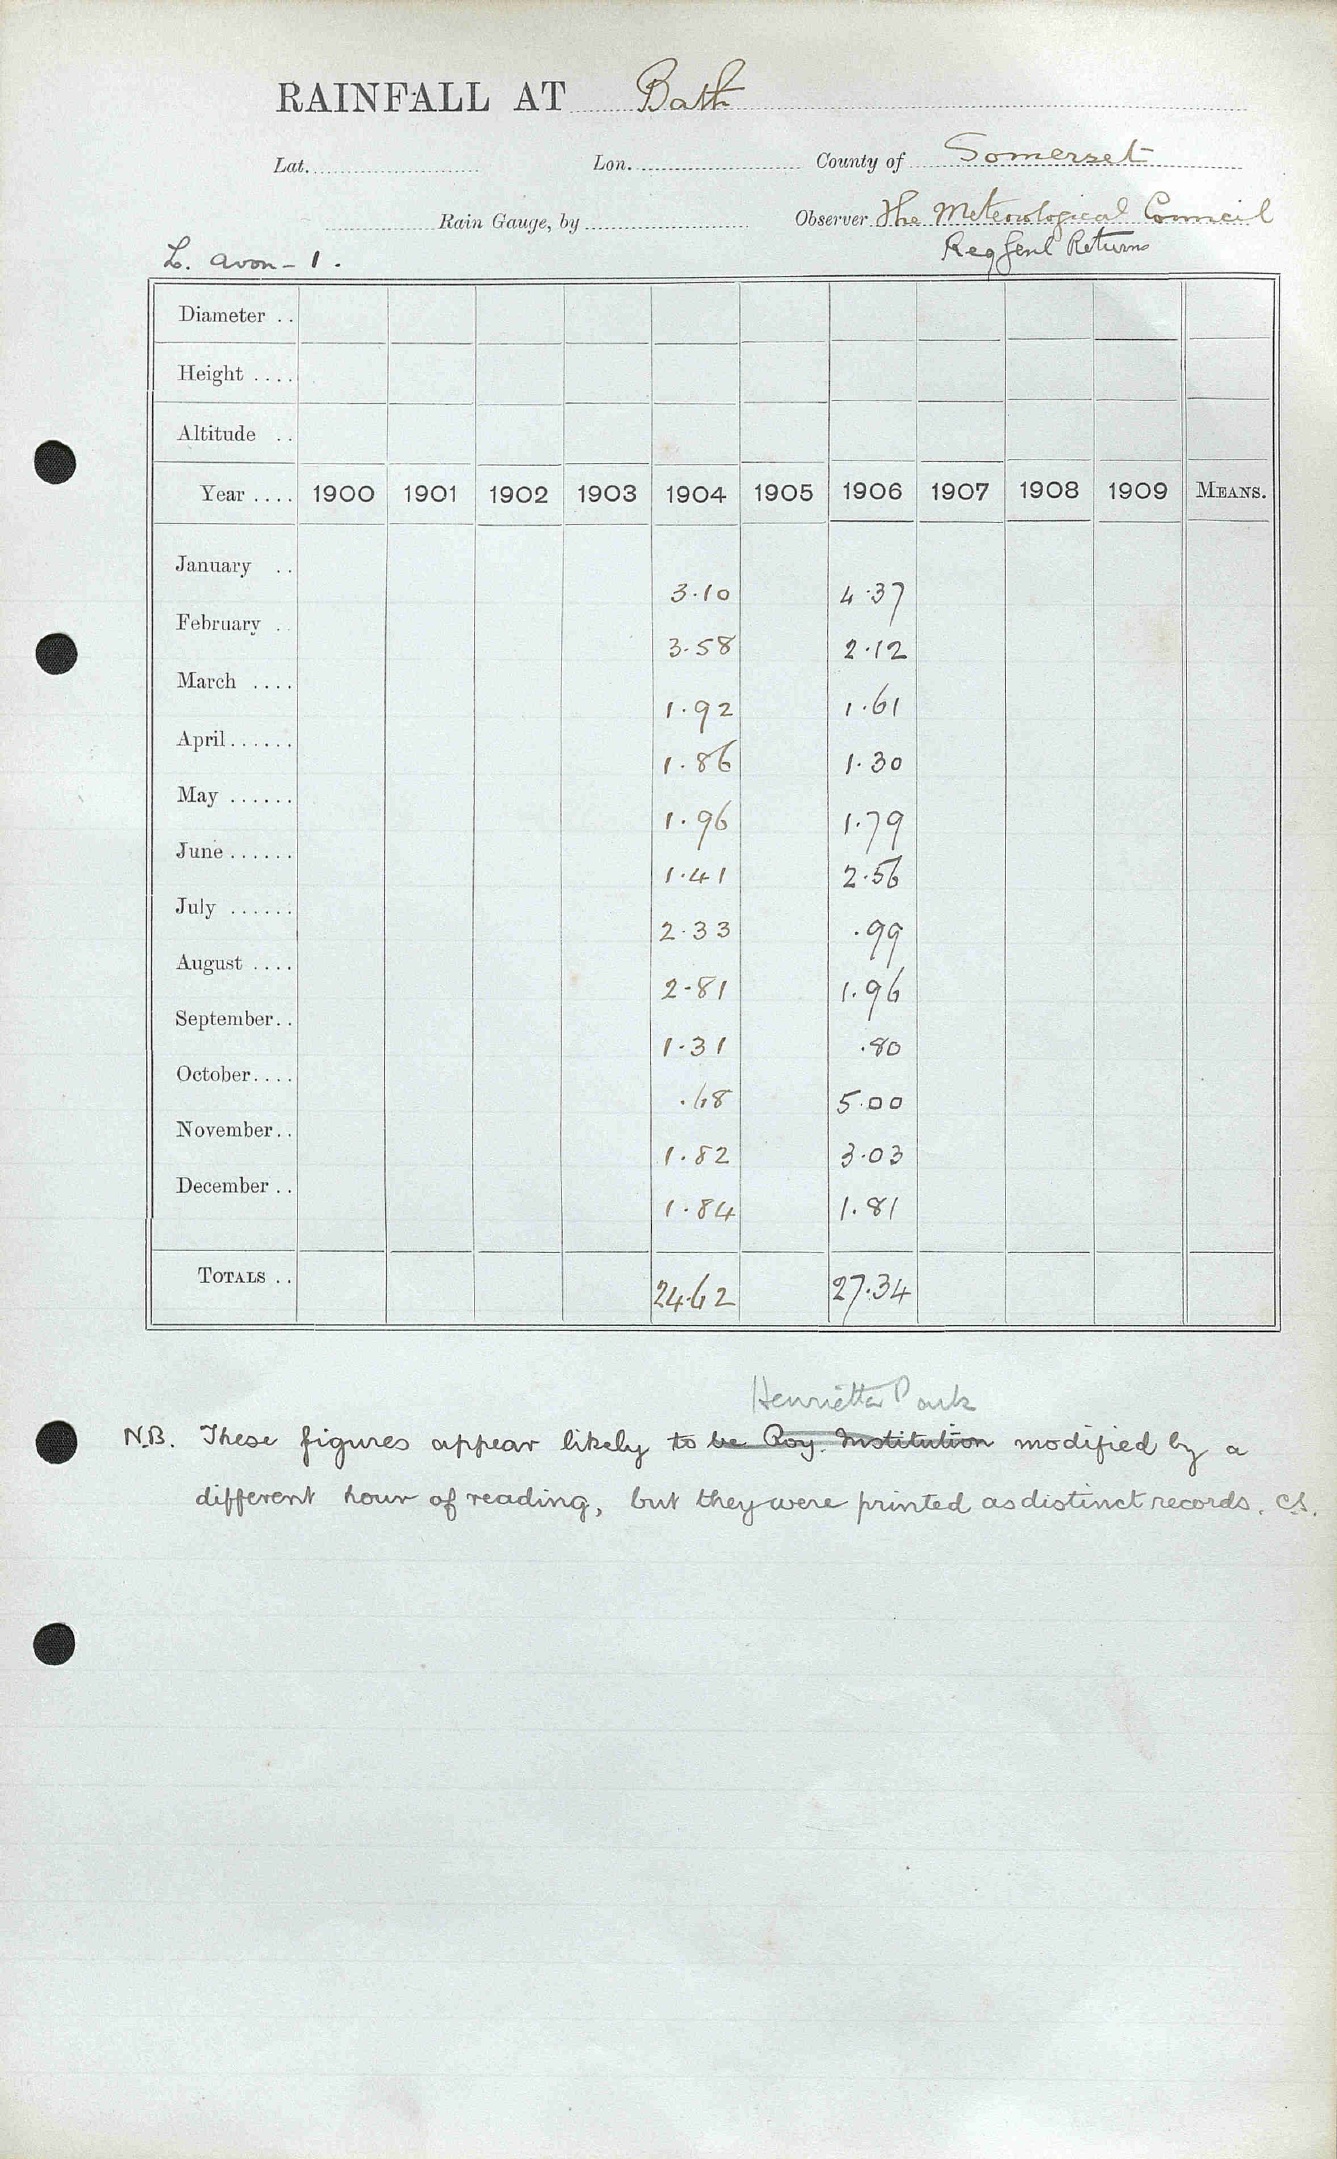 RAINFALL AT Bath
Lat. Lon. County of Somerset
Rain Gauge, by Observer The Meteorological Council
L. Avon - 1. Reg Genl Returns
Diameter ..
Height ....
Altitude ..
Year .... 1900 1901 1902 1903 1904 1905 1906 1907 1908 1909 MEANS.
January .. 3.10 4.37
February .. 3.58 2.12
March .... 1.92 1.61
April ...... 1.86 1.30
May ...... 1.96 1.79
June ...... 1.41 2.56
July ...... 2.33 .99
August .... 2.81 1.96
September .. 1.31 .80
October .... .68 5.00
November .. 1.82 3.03
December .. 1.84 1.81
TOTALS .. 24.62 27.34
Henrietta Park
N.B. These figures appear likely to be Roy. Institution modified by a
different hour of reading, but they were printed as distinct records. C.S.